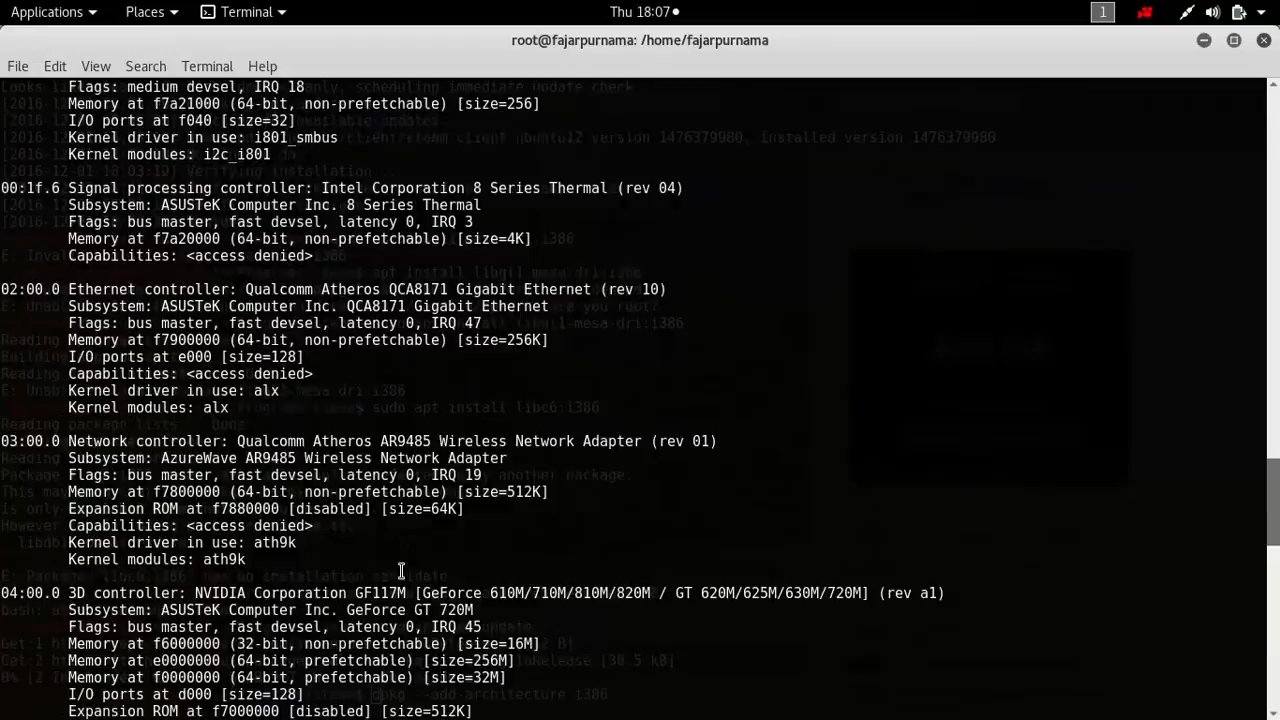 Applications Places Terminal Thu 18:07 1
root@fajarpurnama: /home/fajarpurnama
File Edit View Search Terminal Help
Flags: medium devsel, IRQ 18
Memory at f7a21000 (64-bit, non-prefetchable) [size=256]
I/O ports at f040 [size=32]
Kernel driver in use: i801_smbus
Kernel modules: i2c_i801
00:1f.6 Signal processing controller: Intel Corporation 8 Series Thermal (rev 04)
Subsystem: ASUSTeK Computer Inc. 8 Series Thermal
Flags: bus master, fast devsel, latency 0, IRQ 3
Memory at f7a20000 (64-bit, non-prefetchable) [size=4K]
Capabilities: <access denied>
02:00.0 Ethernet controller: Qualcomm Atheros QCA8171 Gigabit Ethernet (rev 10)
Subsystem: ASUSTeK Computer Inc. QCA8171 Gigabit Ethernet
Flags: bus master, fast devsel, latency 0, IRQ 47
Memory at f7900000 (64-bit, non-prefetchable) [size=256K]
I/O ports at e000 [size=128]
Capabilities: <access denied>
Kernel driver in use: alx
Kernel modules: alx
03:00.0 Network controller: Qualcomm Atheros AR9485 Wireless Network Adapter (rev 01)
Subsystem: AzureWave AR9485 Wireless Network Adapter
Flags: bus master, fast devsel, latency 0, IRQ 19
Memory at f7800000 (64-bit, non-prefetchable) [size=512K]
Expansion ROM at f7880000 [disabled] [size=64K]
Capabilities: <access denied>
Kernel driver in use: ath9k
Kernel modules: ath9k
04:00.0 3D controller: NVIDIA Corporation GF117M [GeForce 610M/710M/810M/820M / GT 620M/625M/630M/720M] (rev a1)
Subsystem: ASUSTeK Computer Inc. GeForce GT 720M
Flags: bus master, fast devsel, latency 0, IRQ 45
Memory at f6000000 (32-bit, non-prefetchable) [size=16M]
Memory at e0000000 (64-bit, prefetchable) [size=256M]
Memory at f0000000 (64-bit, prefetchable) [size=32M]
I/O ports at d000 [size=128]
Expansion ROM at f7000000 [disabled] [size=512K]